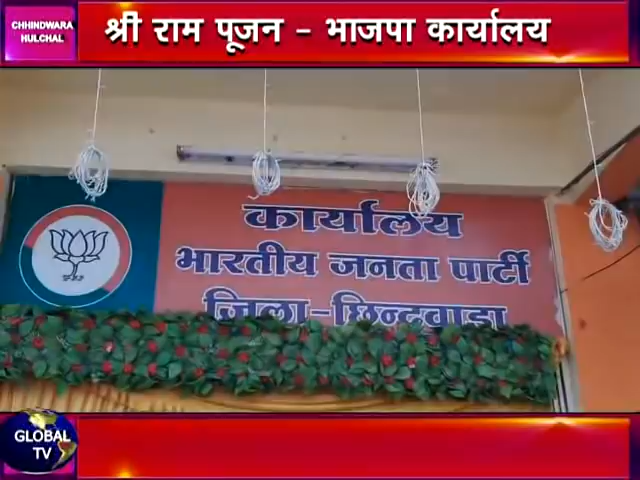 CHHINDWARA
HULCHAL
श्री राम पूजन - भाजपा कार्यालय
कार्यालय
भारतीय जनता पार्टी
जिला-छिन्दवाडा
GLOBAL
TV